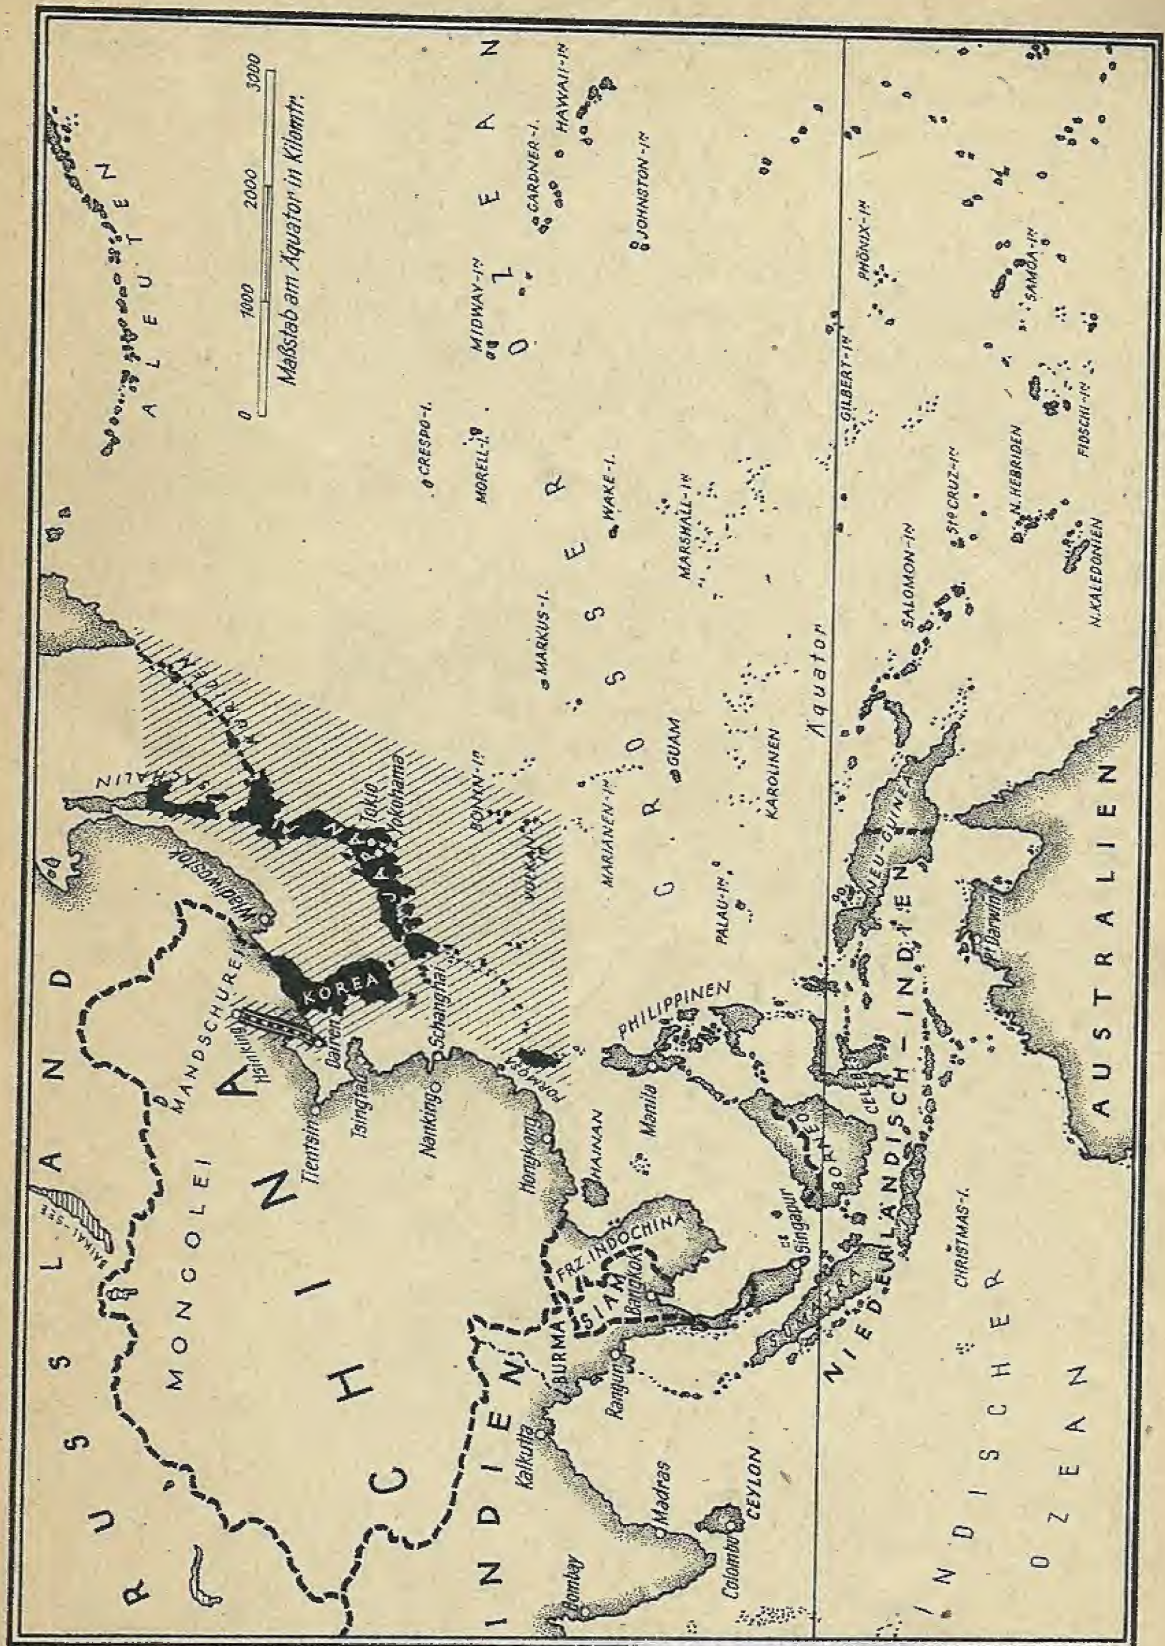 RUSSLAND
BAIKAL-SEE
MONGOLEI
MANDSCHUREI
CHINA
SACHALIN
KURILEN
ALEUTEN
0 1000 2000 3000
Maßstab am Äquator in Kilomtr.
Wladiwostok
Hsinking
KOREA
JAPAN
Tokio
Yokohama
Dairen
Tientsin
Tsingtau
Nanking
Schanghai
Hongkong
FORMOSA
HAINAN
INDIEN
Kalkutta
Bombay
Madras
Colombo
CEYLON
BURMA
Rangun
SIAM
Bangkok
FRZ. INDOCHINA
Singapur
PHILIPPINEN
Manila
GROSSER
OZEAN
CRESPO-I.
MORELL-I.
MIDWAY-IN
GARDNER-I.
HAWAII-IN
JOHNSTON-IN
BONIN-IN
VULKAN-IN
MARKUS-I.
WAKE-I.
MARIANEN-IN
GUAM
MARSHALL-IN
PALAU-IN
KAROLINEN
Äquator
GILBERT-IN
PHÖNIX-IN
SAMOA-IN
SALOMON-IN
STA CRUZ-IN
N. HEBRIDEN
FIDSCHI-IN
N. KALEDONIEN
SUMATRA
BORNEO
CELEBES
NEU-GUINEA
NIEDERLÄNDISCH-INDIEN
CHRISTMAS-I.
INDISCHER
OZEAN
Pt Darwin
AUSTRALIEN